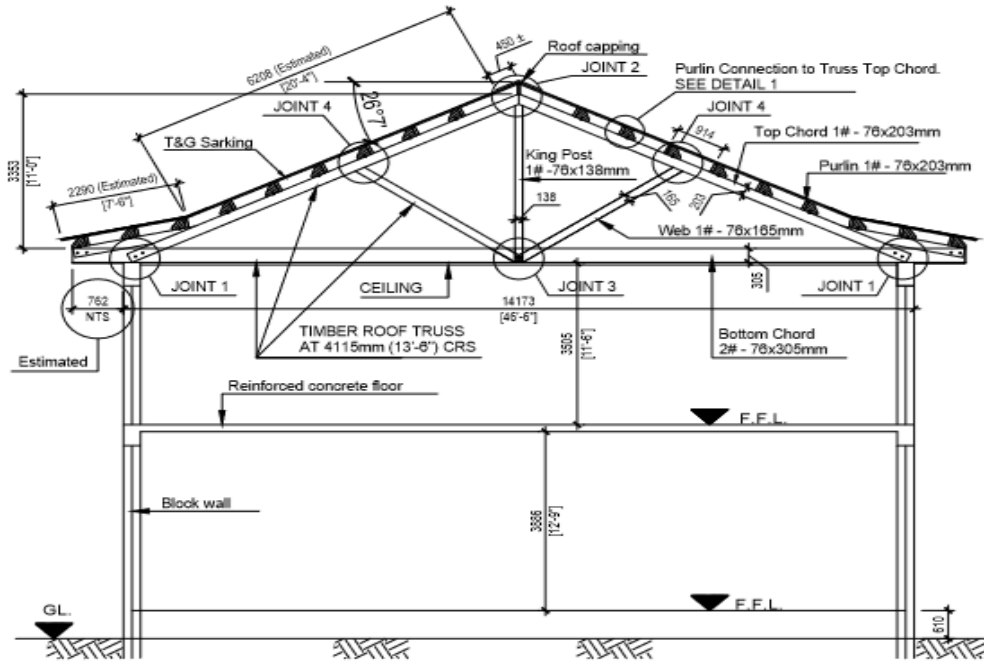 6208 (Estimated)
[20'-4"]
450 ±
Roof capping
JOINT 2
Purlin Connection to Truss Top Chord.
SEE DETAIL 1
JOINT 4
26°7'
JOINT 4
914
Top Chord 1# - 76x203mm
T&G Sarking
3353
[11'-0"]
King Post
1# -76x138mm
Purlin 1# - 76x203mm
2290 (Estimated)
[7'-6"]
138
165
203
Web 1# - 76x165mm
305
JOINT 1
CEILING
JOINT 3
JOINT 1
762
NTS
14173
[46'-6"]
TIMBER ROOF TRUSS
AT 4115mm (13'-6") CRS
3505
[11'-6"]
Bottom Chord
2# - 76x305mm
Estimated
Reinforced concrete floor
F.F.L.
Block wall
3886
[12'-9"]
GL.
F.F.L.
610